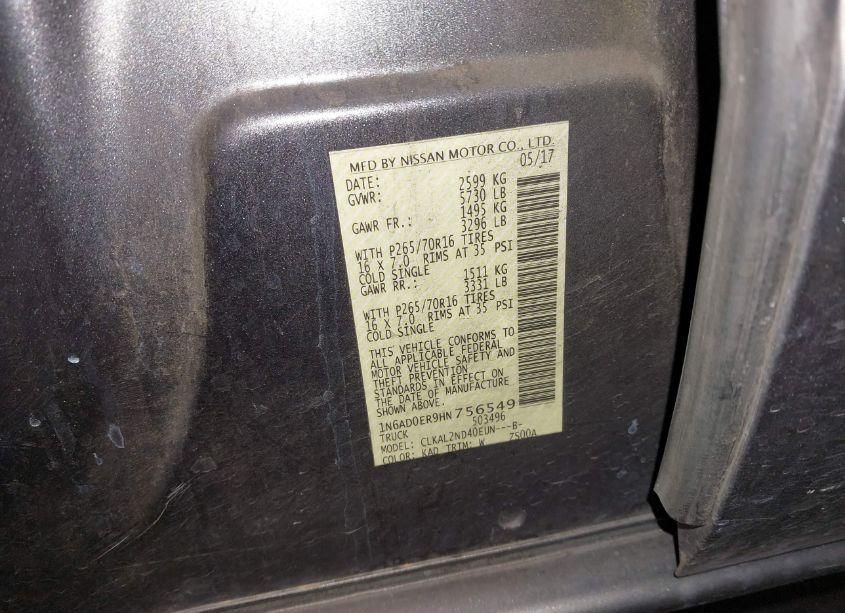 MFD BY NISSAN MOTOR CO., LTD.
DATE: 05/17
GVWR: 2599 KG
5730 LB
GAWR FR.: 1495 KG
3296 LB
WITH P265/70R16 TIRES
16 X 7.0 RIMS AT 35 PSI
COLD SINGLE
GAWR RR.: 1511 KG
3331 LB
WITH P265/70R16 TIRES
16 X 7.0 RIMS AT 35 PSI
COLD SINGLE
THIS VEHICLE CONFORMS TO
ALL APPLICABLE FEDERAL
MOTOR VEHICLE SAFETY AND
THEFT PREVENTION
STANDARDS IN EFFECT ON
THE DATE OF MANUFACTURE
SHOWN ABOVE.
1N6AD0ER9HN756549
TRUCK 503496
MODEL: CLKAL2ND40EUN---B-
COLOR: KAD TRIM: W 7500A